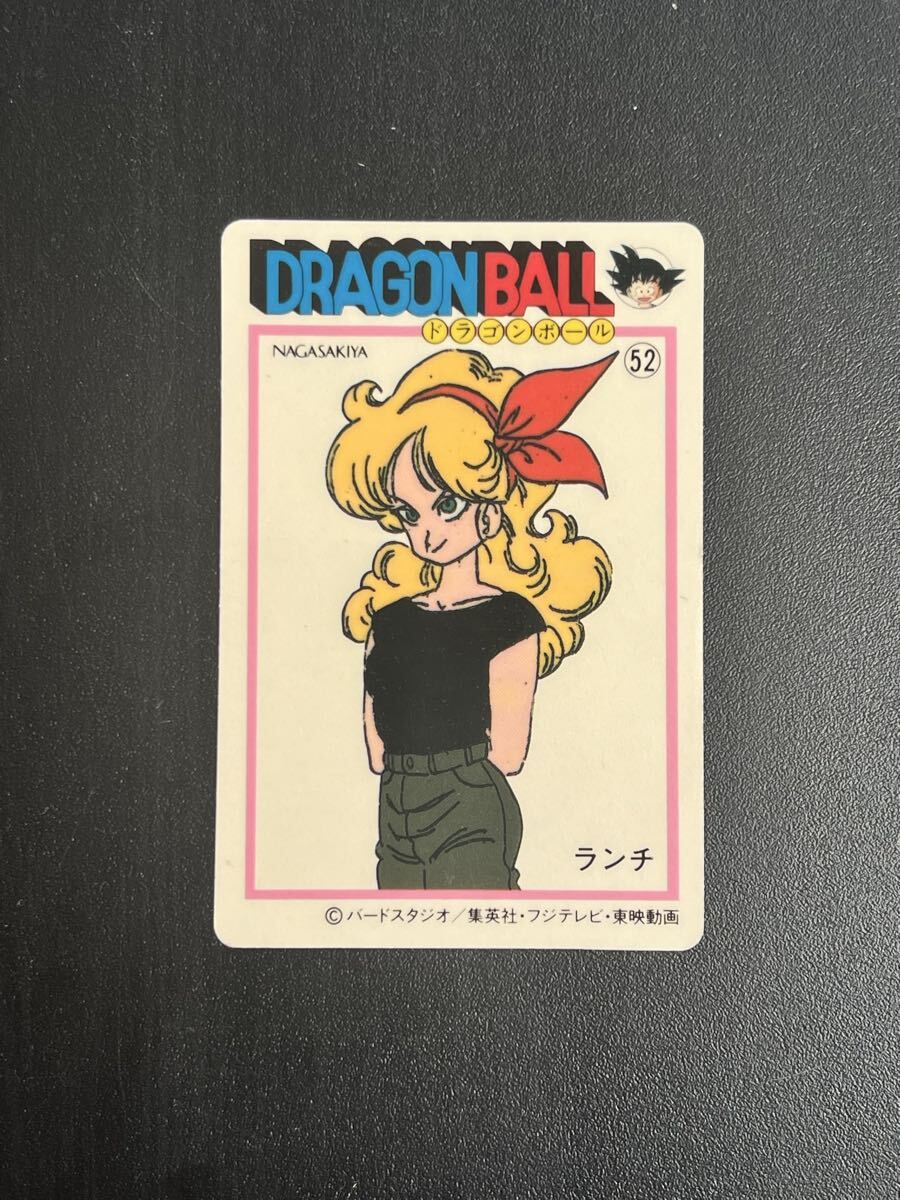 DRAGONBALL
ドラゴンボール
NAGASAKIYA
52
ランチ
©バードスタジオ/集英社・フジテレビ・東映動画